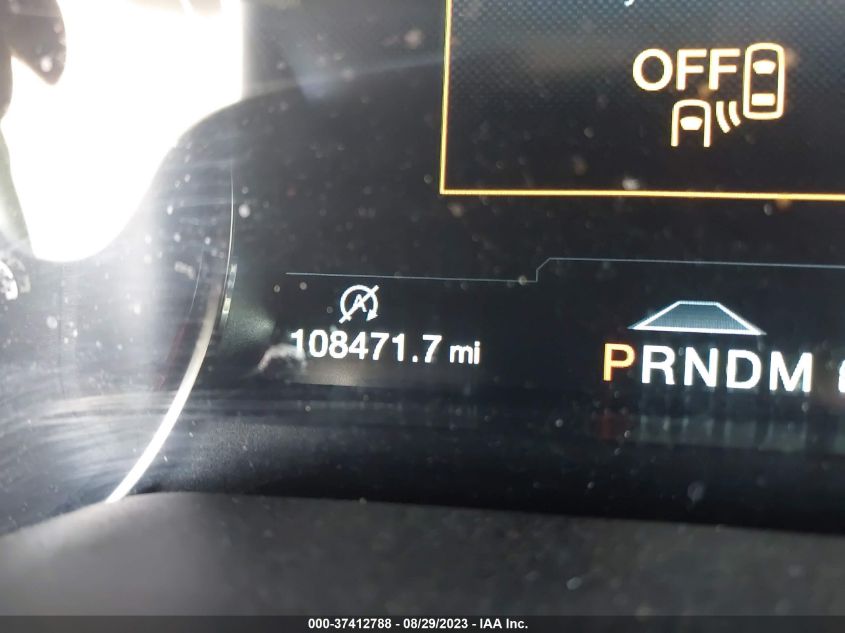 OFF
A
108471.7 mi
PRNDM
000-37412788 - 08/29/2023 - IAA Inc.